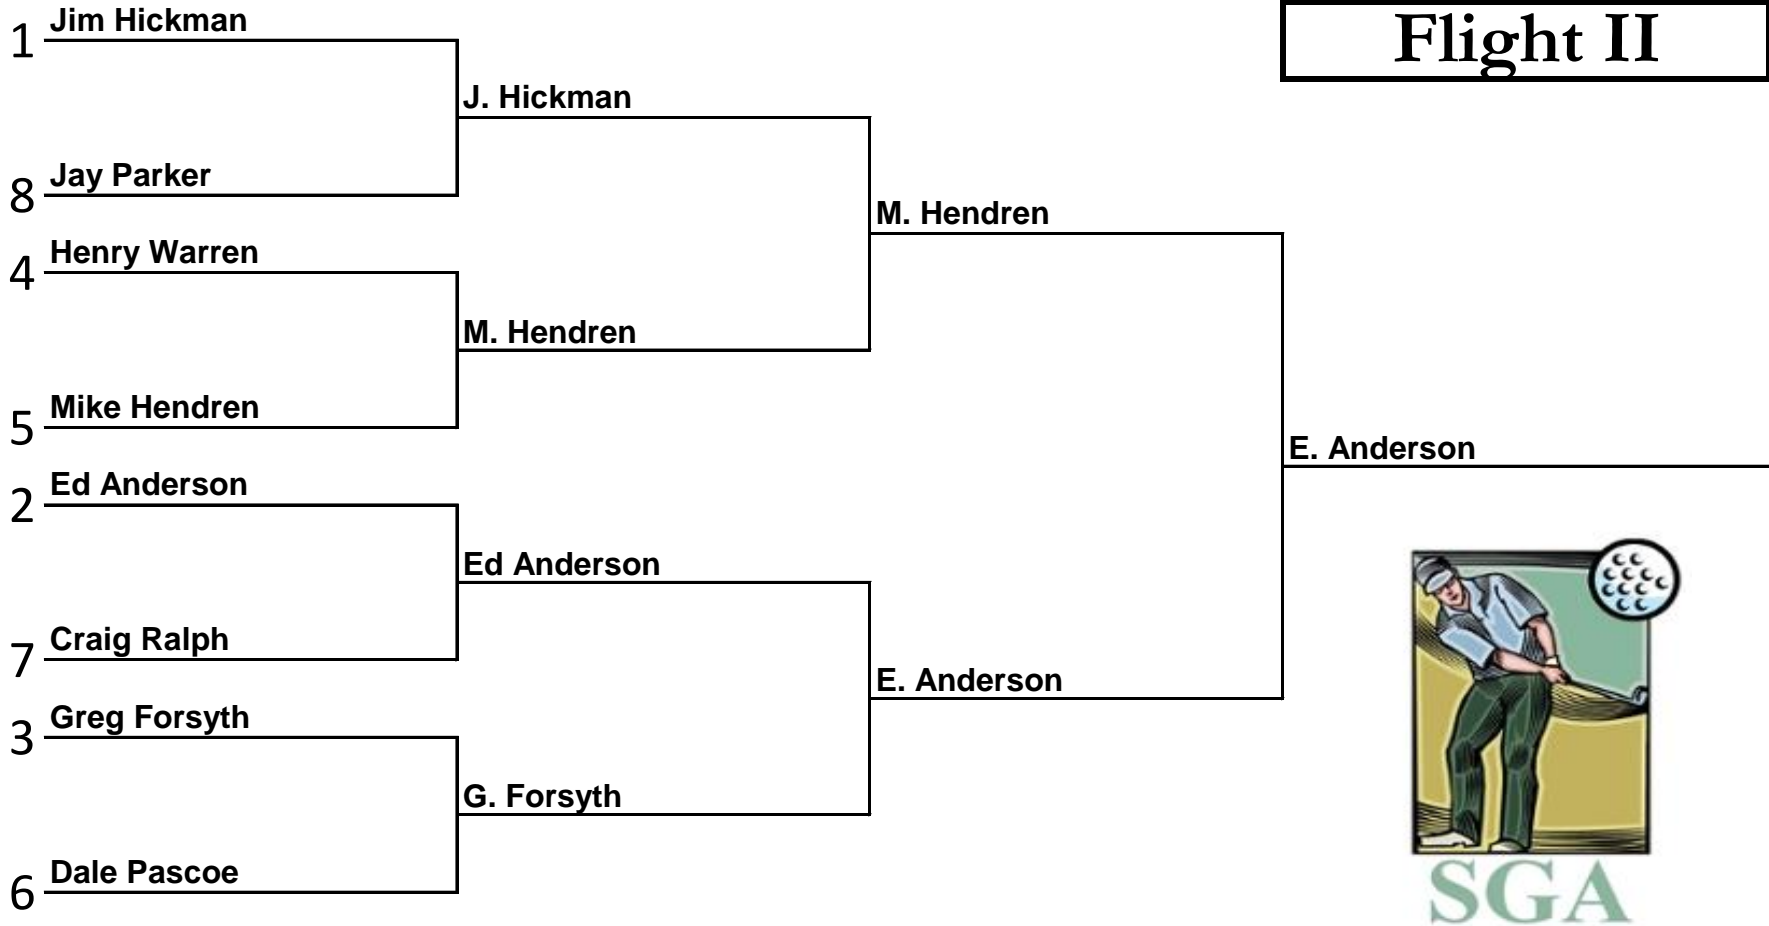 Jim Hickman
1
Flight II
J. Hickman
Jay Parker
8
M. Hendren
Henry Warren
4
M. Hendren
Mike Hendren
5
E. Anderson
Ed Anderson
2
Ed Anderson
Craig Ralph
7
E. Anderson
Greg Forsyth
3
G. Forsyth
Dale Pascoe
6
SGA